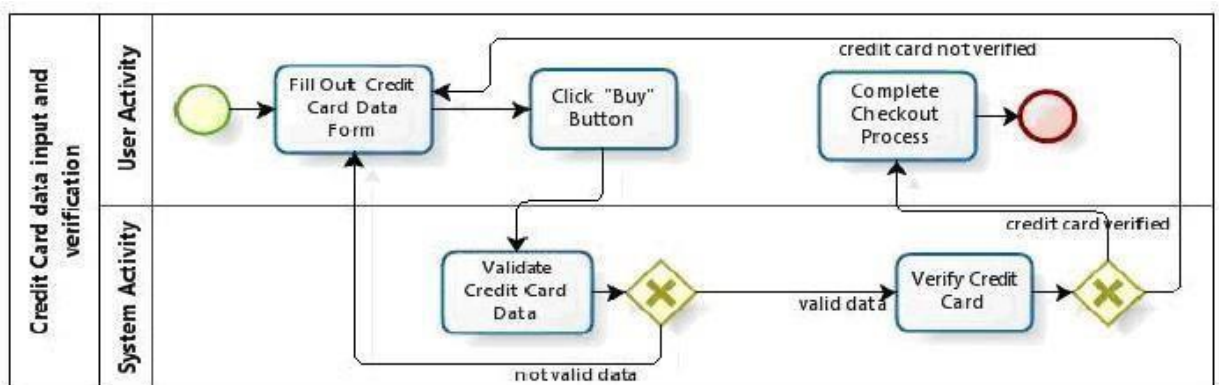 Credit Card data input and
verification
User Activity
System Activity
Fill Out Credit
Card Data
Form
Click "Buy"
Button
credit card not verified
Complete
Checkout
Process
Validate
Credit Card
Data
not valid data
valid data
Verify Credit
Card
credit card verified